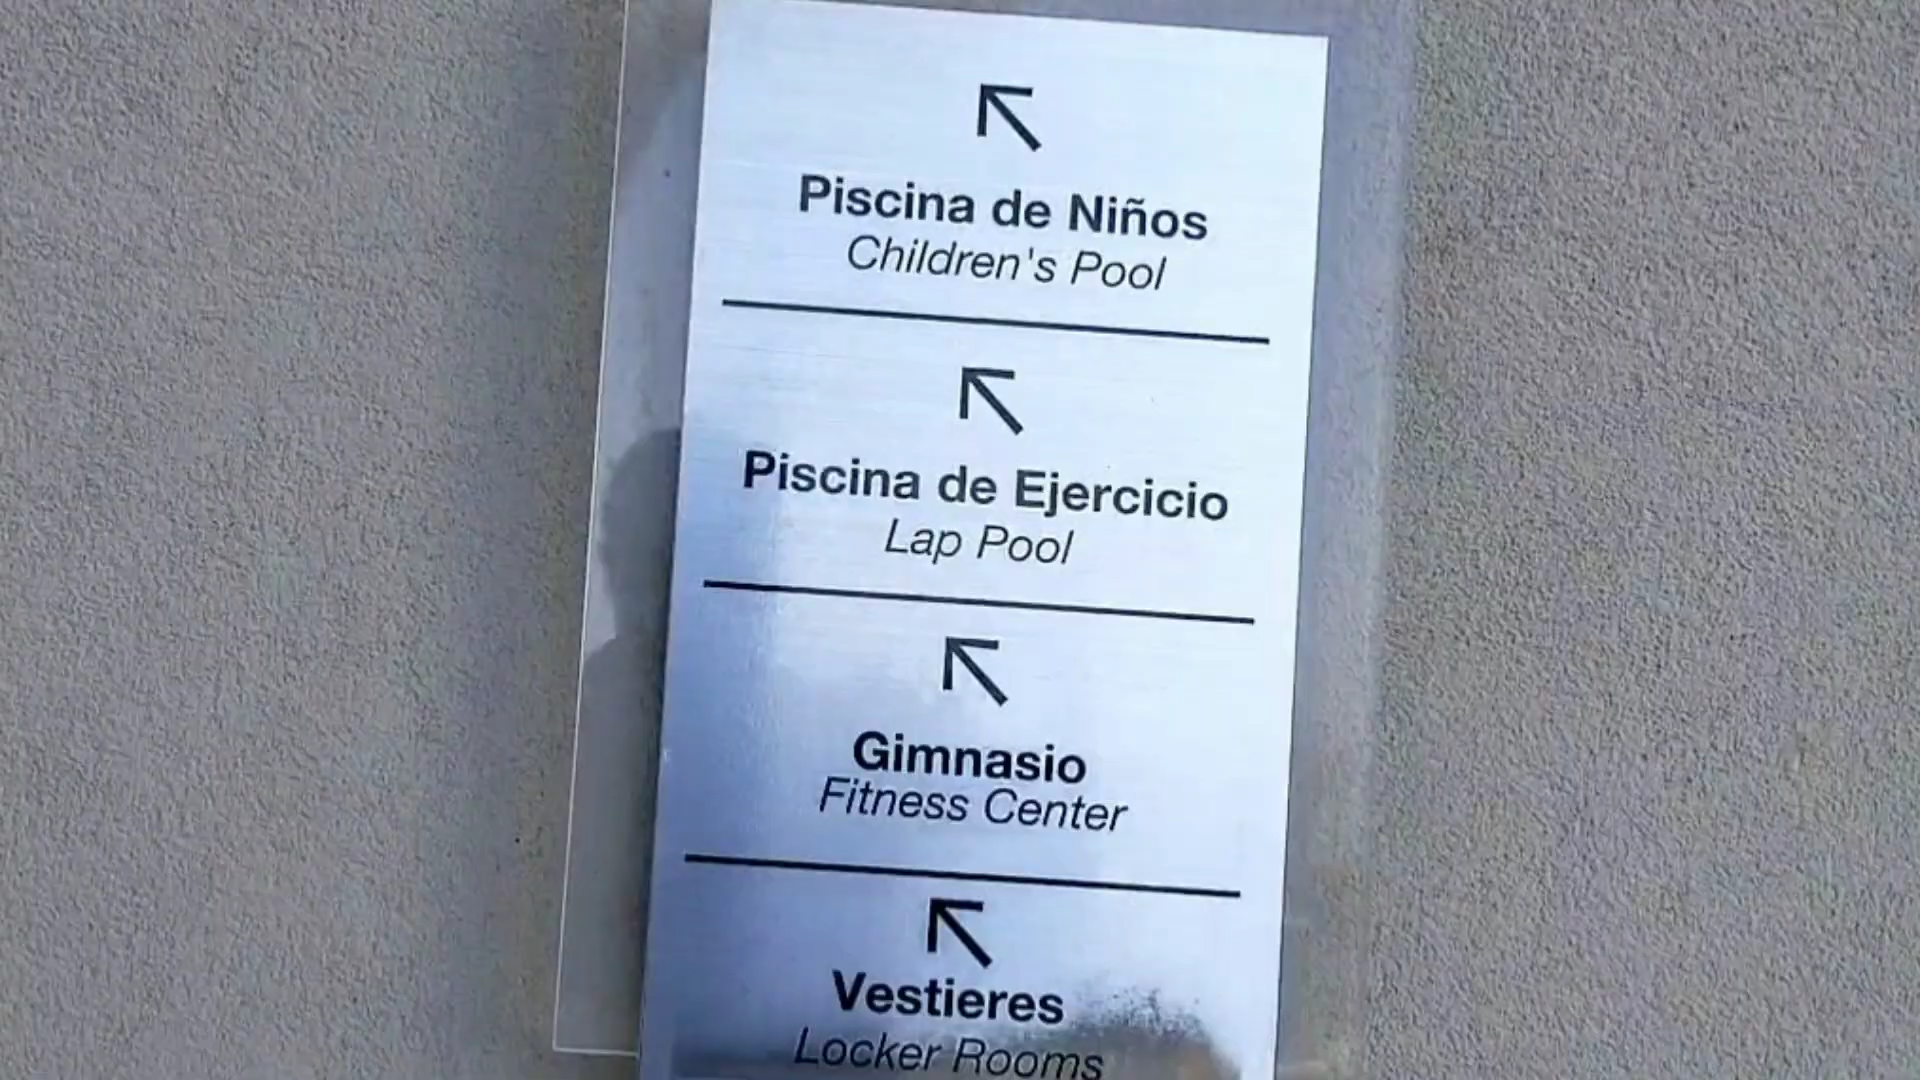 Piscina de Niños
Children's Pool
Piscina de Ejercicio
Lap Pool
Gimnasio
Fitness Center
Vestieres
Locker Rooms